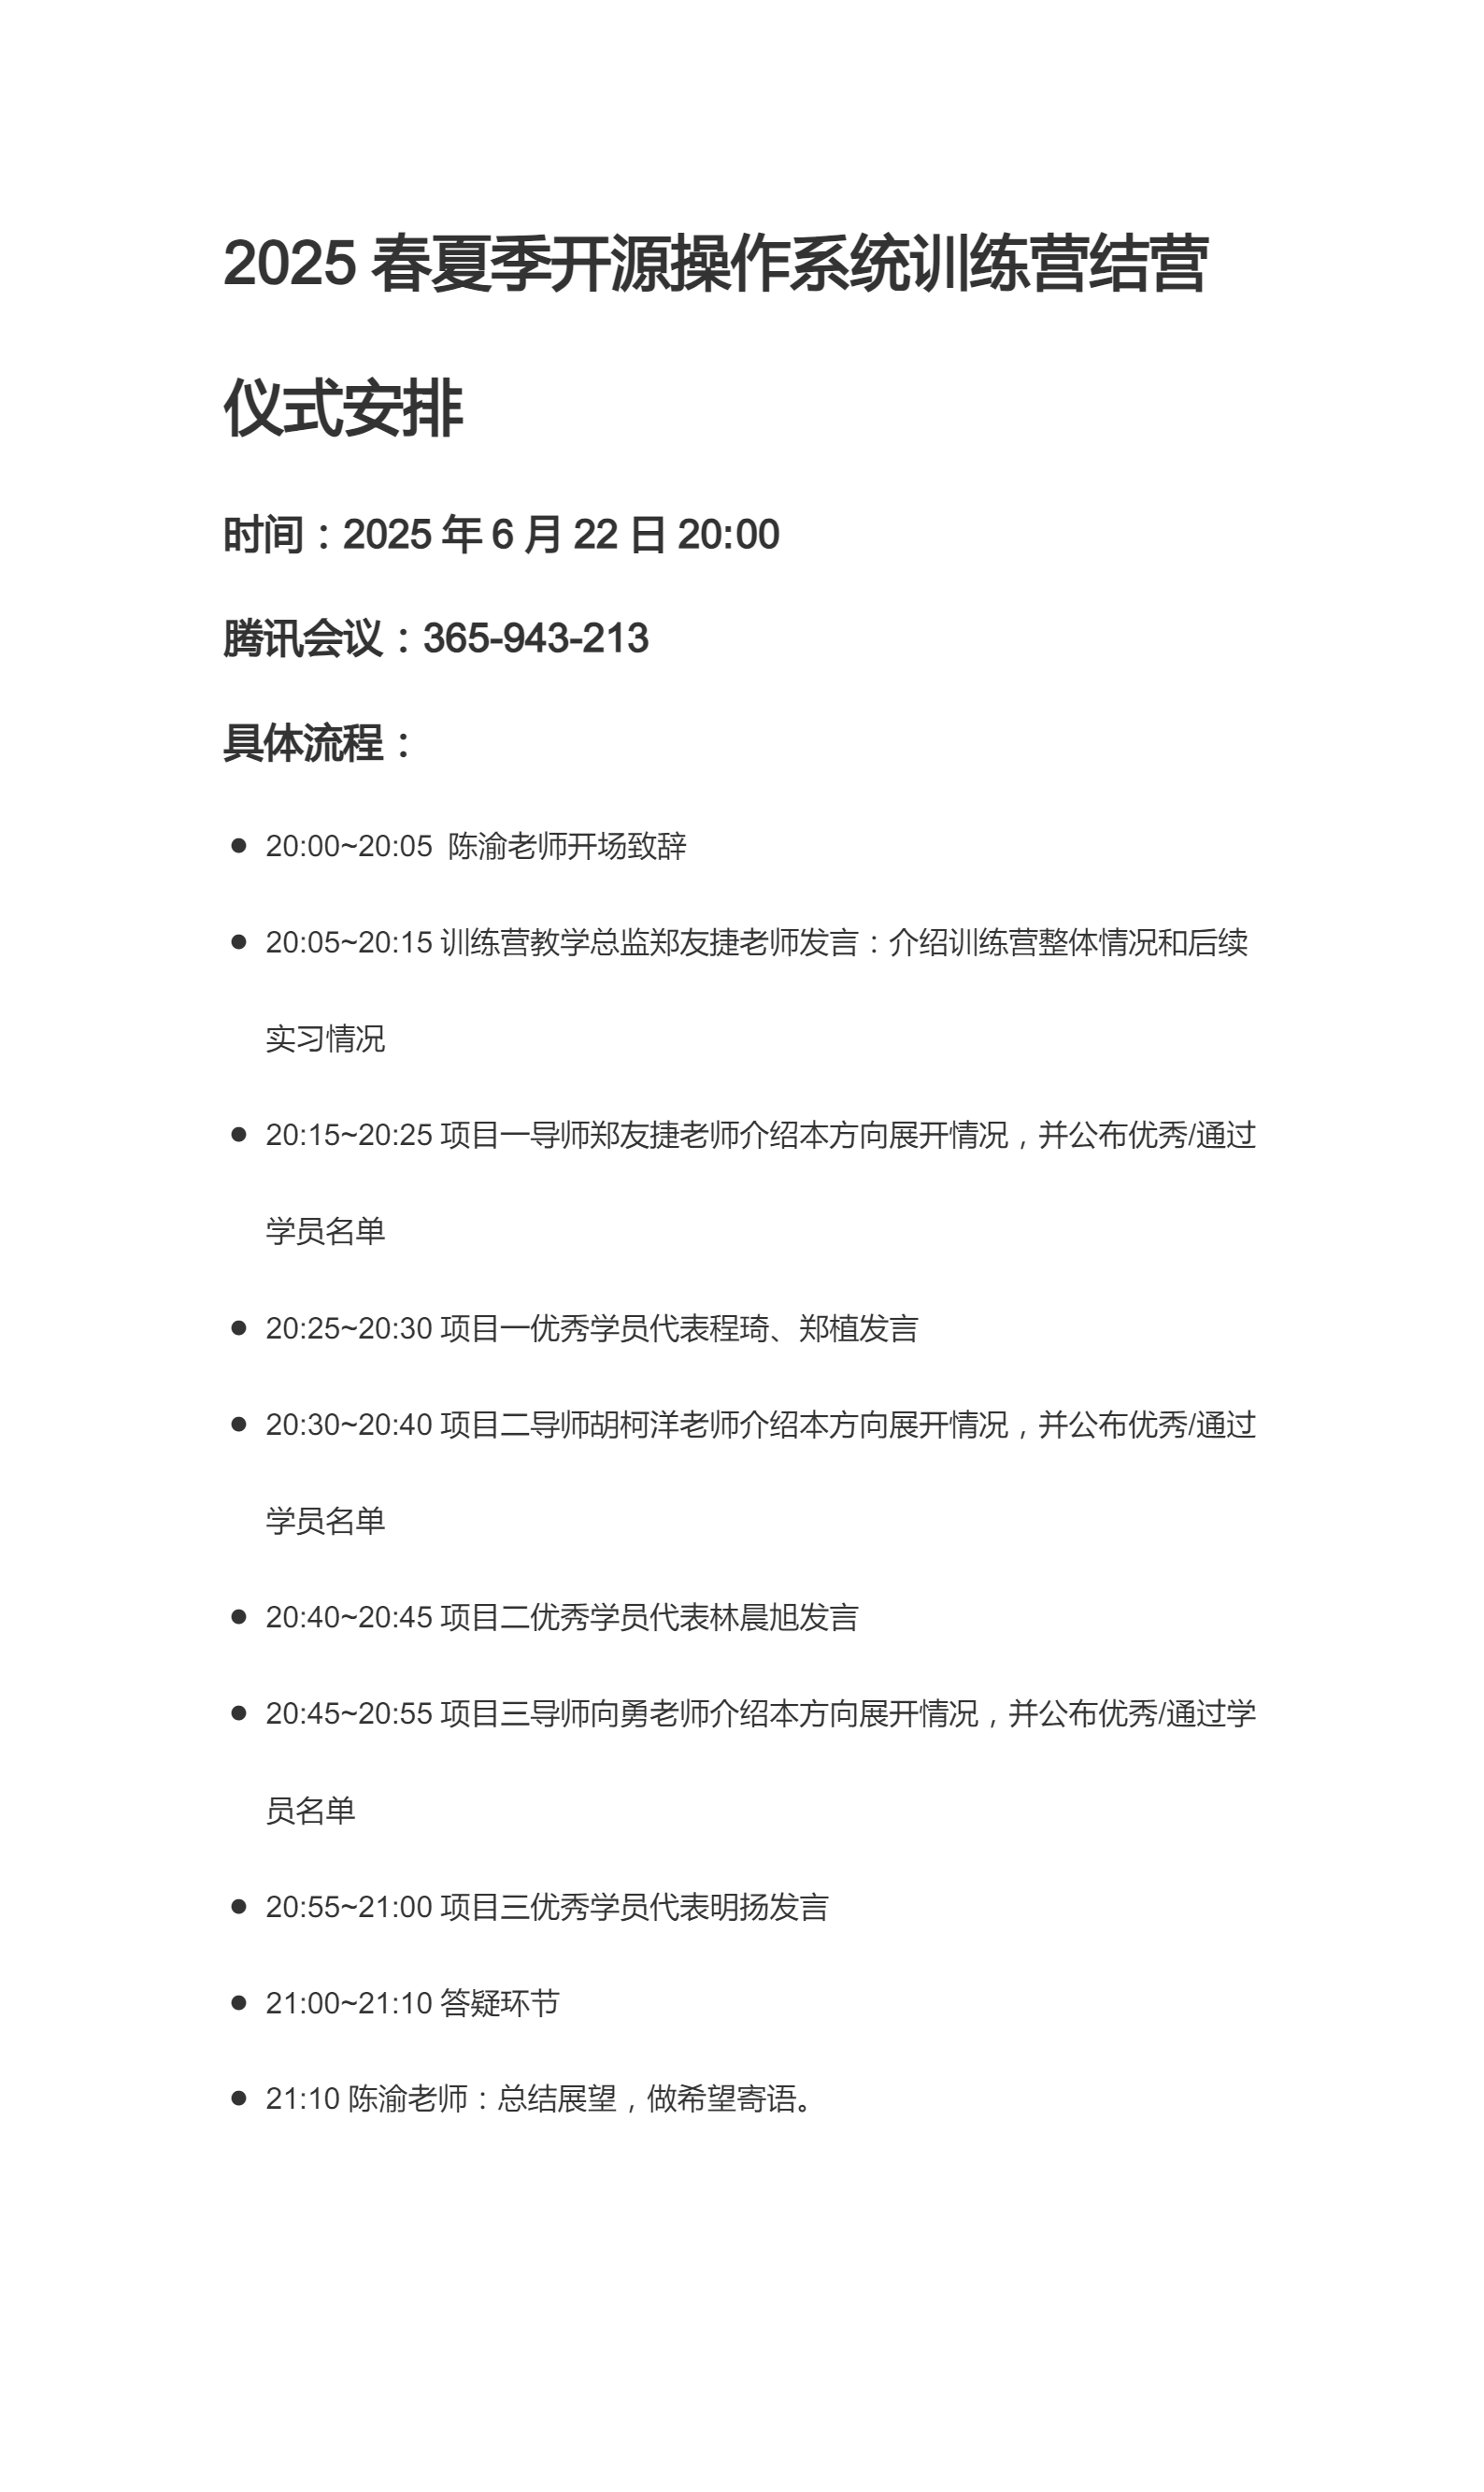 2025 春夏季开源操作系统训练营结营
仪式安排
时间：2025 年 6 月 22 日 20:00
腾讯会议：365-943-213
具体流程：
● 20:00~20:05  陈渝老师开场致辞
● 20:05~20:15 训练营教学总监郑友捷老师发言：介绍训练营整体情况和后续
实习情况
● 20:15~20:25 项目一导师郑友捷老师介绍本方向展开情况，并公布优秀/通过
学员名单
● 20:25~20:30 项目一优秀学员代表程琦、郑植发言
● 20:30~20:40 项目二导师胡柯洋老师介绍本方向展开情况，并公布优秀/通过
学员名单
● 20:40~20:45 项目二优秀学员代表林晨旭发言
● 20:45~20:55 项目三导师向勇老师介绍本方向展开情况，并公布优秀/通过学
员名单
● 20:55~21:00 项目三优秀学员代表明扬发言
● 21:00~21:10 答疑环节
● 21:10 陈渝老师：总结展望，做希望寄语。